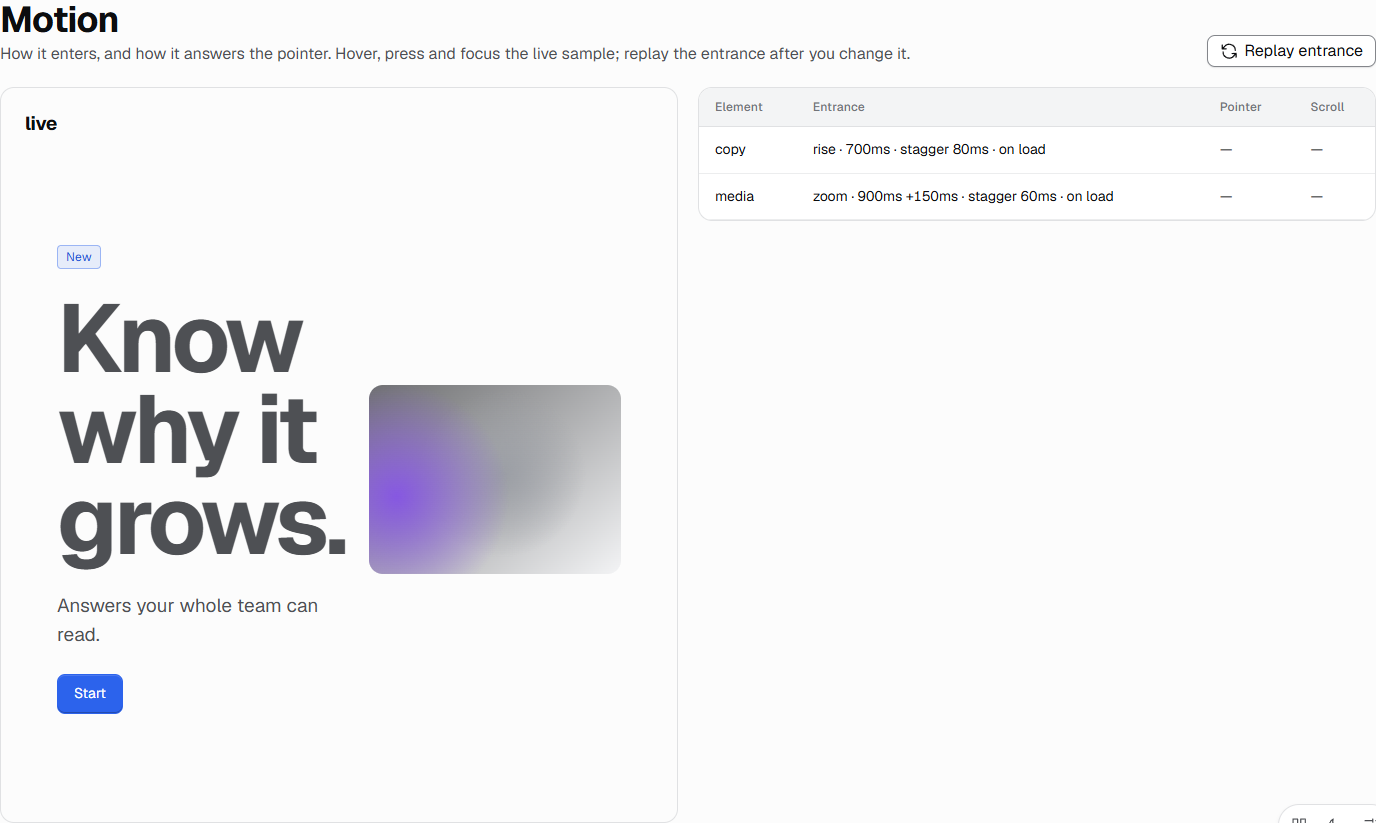 Motion
How it enters, and how it answers the pointer. Hover, press and focus the live sample; replay the entrance after you change it.
Replay entrance
live
New
Know
why it
grows.
Answers your whole team can
read.
Start
Element Entrance Pointer Scroll
copy rise · 700ms · stagger 80ms · on load — —
media zoom · 900ms +150ms · stagger 60ms · on load — —